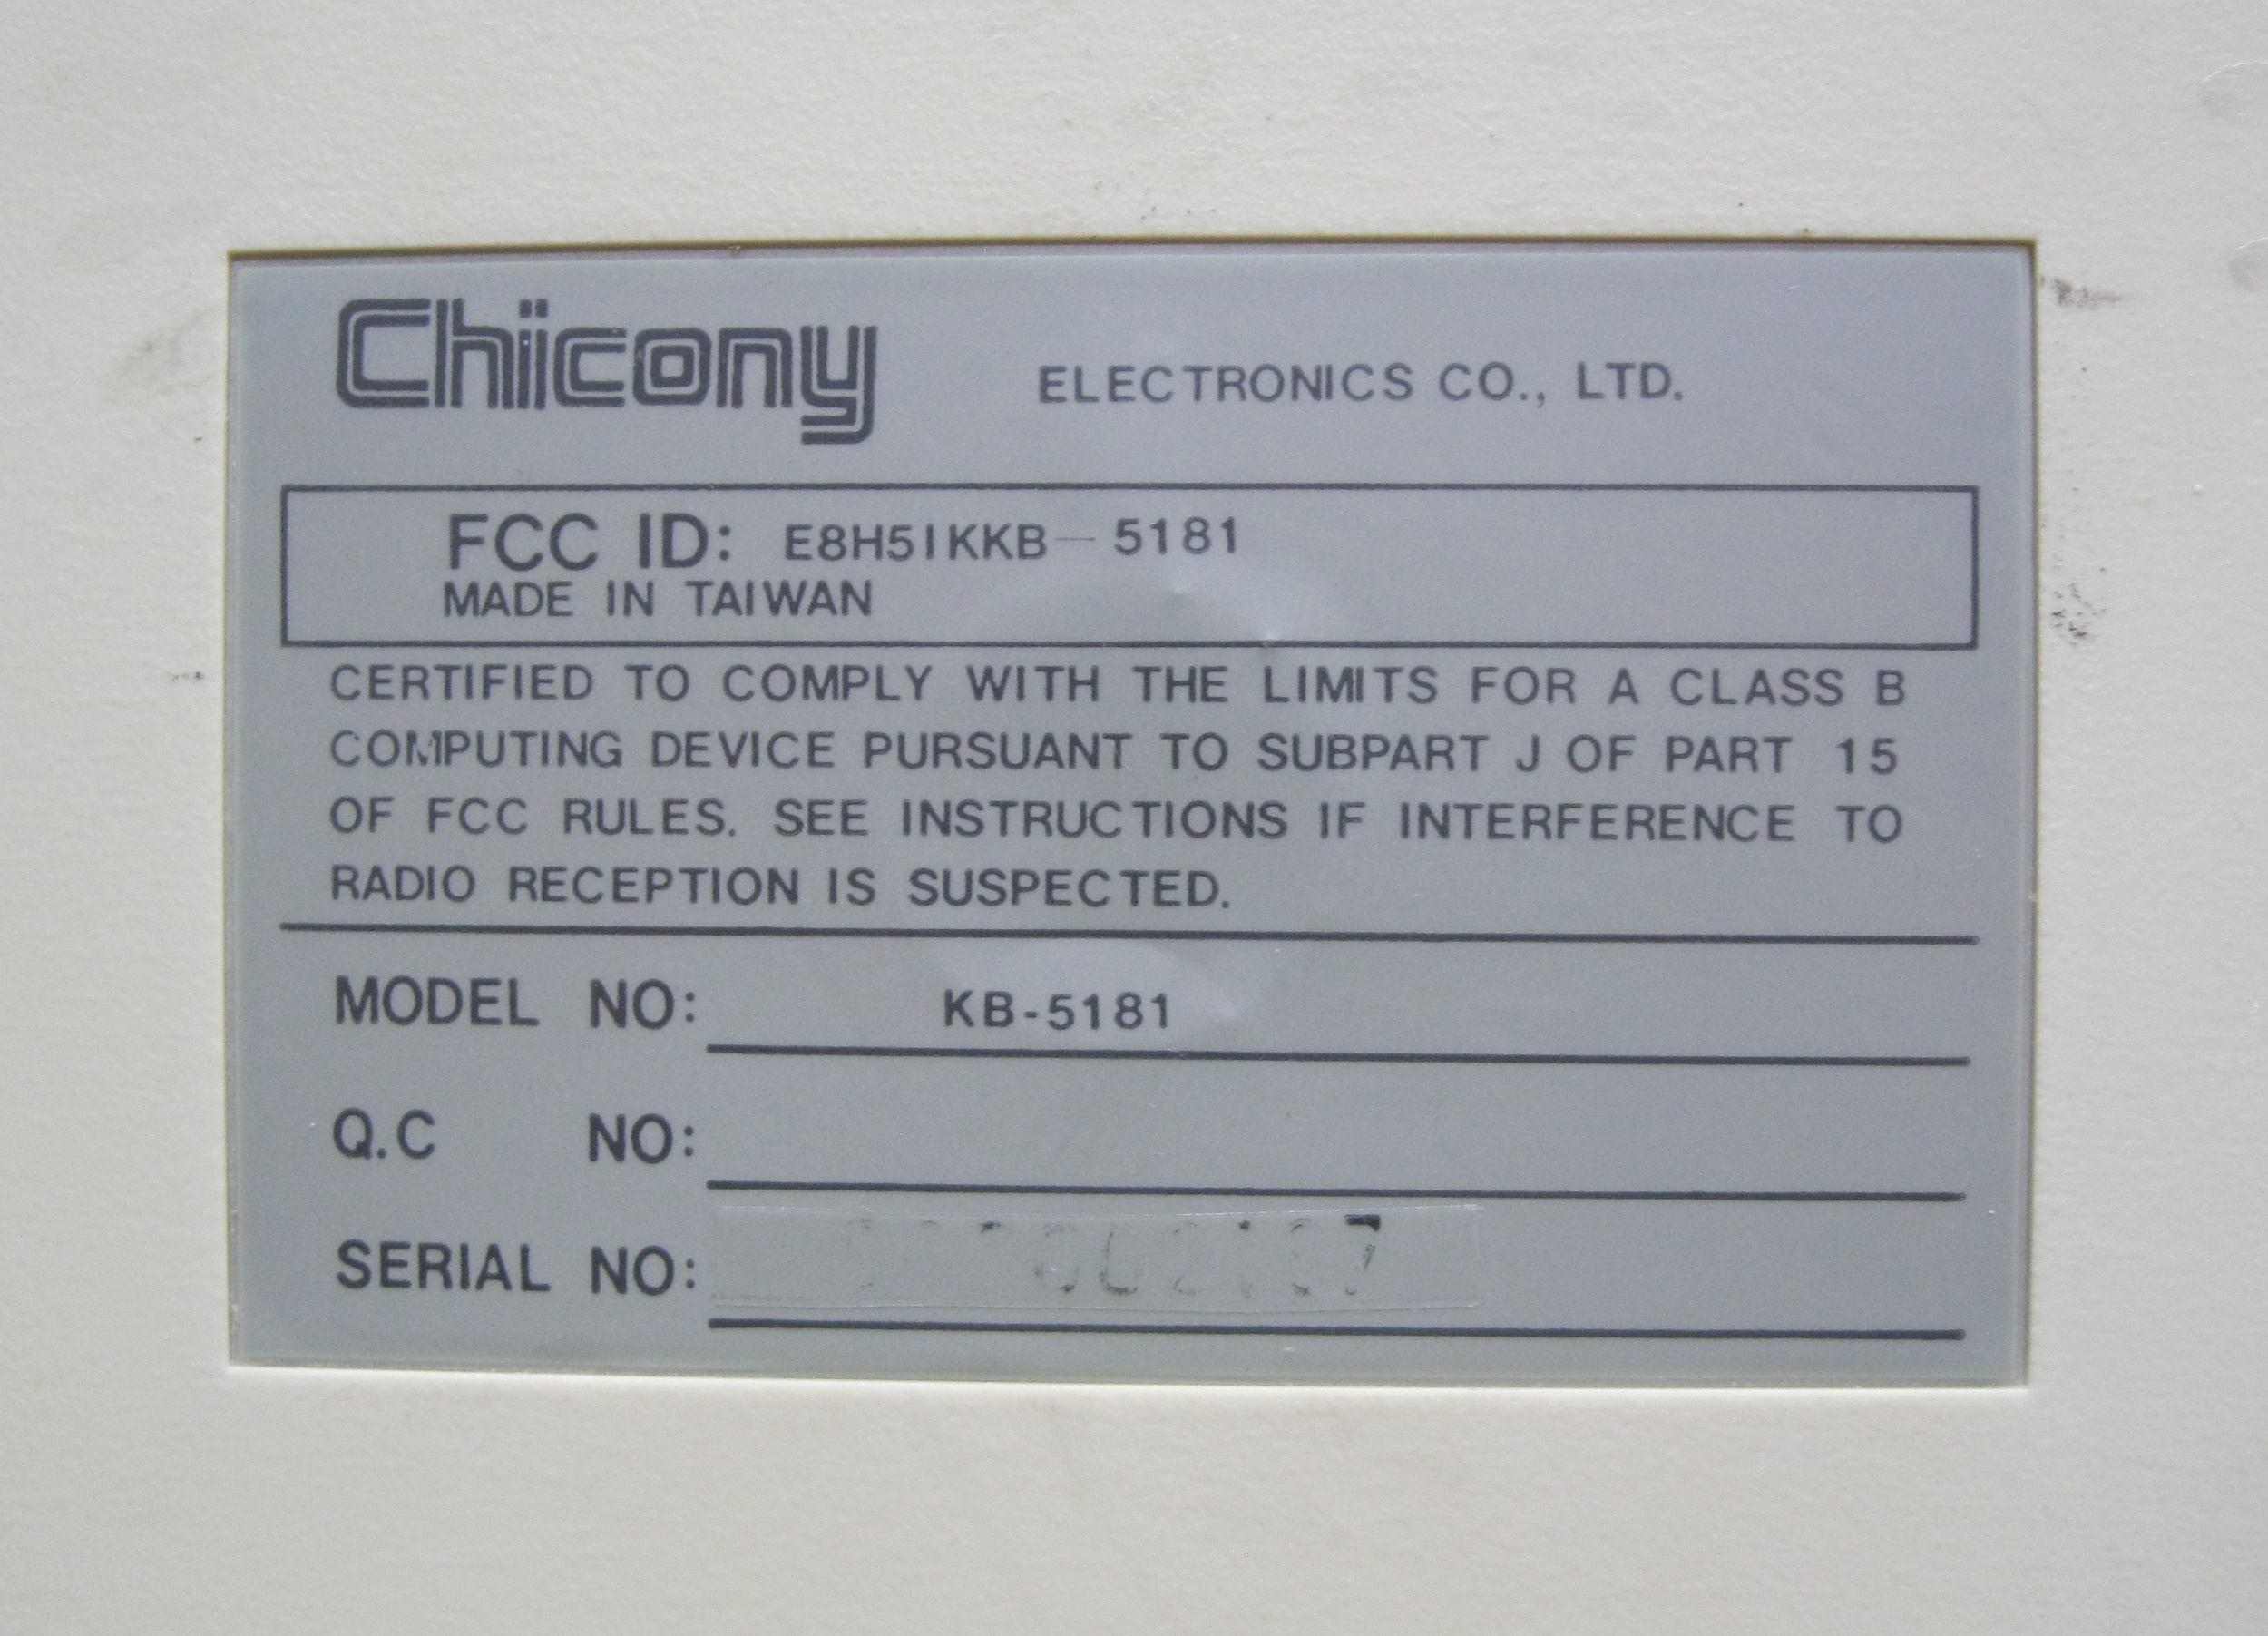 Chicony ELECTRONICS CO., LTD.
FCC ID: E8H5IKKB-5181
MADE IN TAIWAN
CERTIFIED TO COMPLY WITH THE LIMITS FOR A CLASS B
COMPUTING DEVICE PURSUANT TO SUBPART J OF PART 15
OF FCC RULES. SEE INSTRUCTIONS IF INTERFERENCE TO
RADIO RECEPTION IS SUSPECTED.
MODEL NO: KB-5181
Q.C NO:
SERIAL NO: